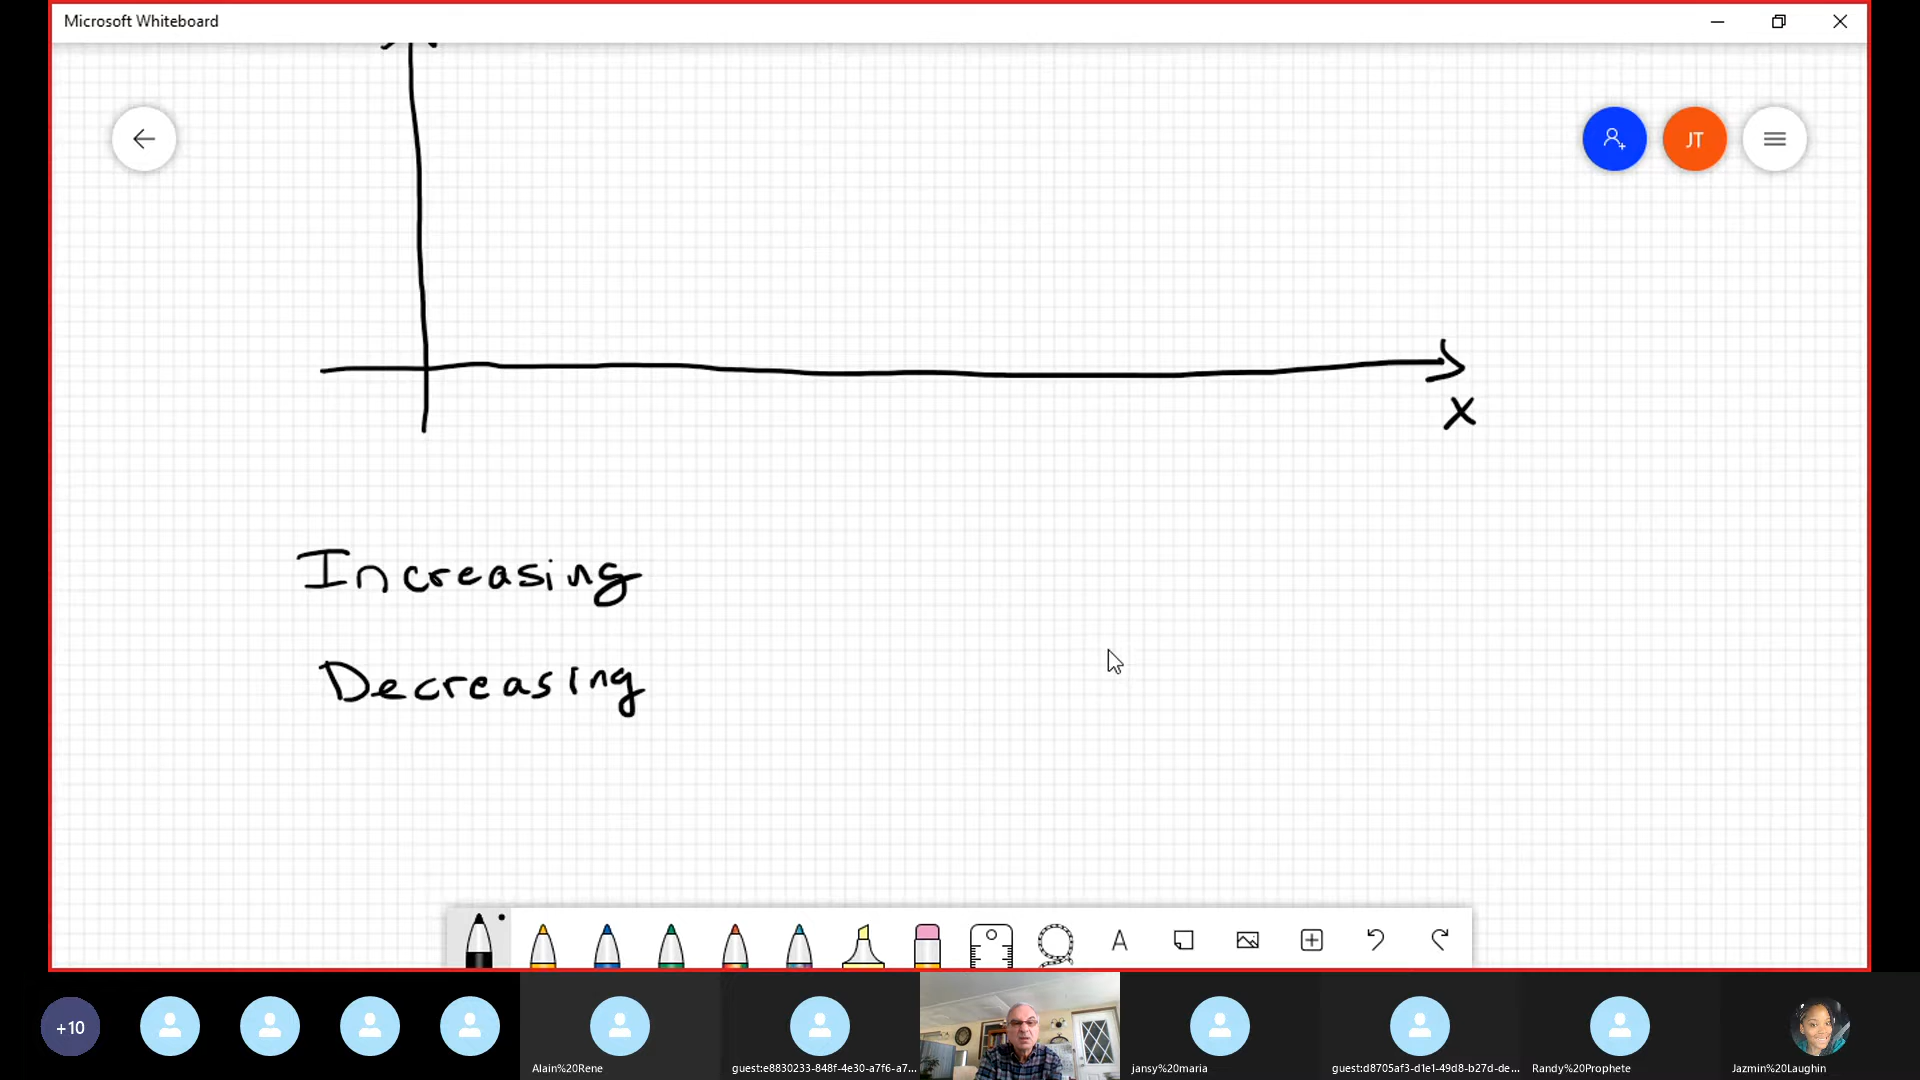 Microsoft Whiteboard
JT
X
Increasing
Decreasing
A
+10
Alain%20Rene
guest:e8830233-848f-4e30-a7f6-a7...
jansy%20maria
guest:d8705af3-d1e1-49d8-b27d-de...
Randy%20Prophete
Jazmin%20Laughin